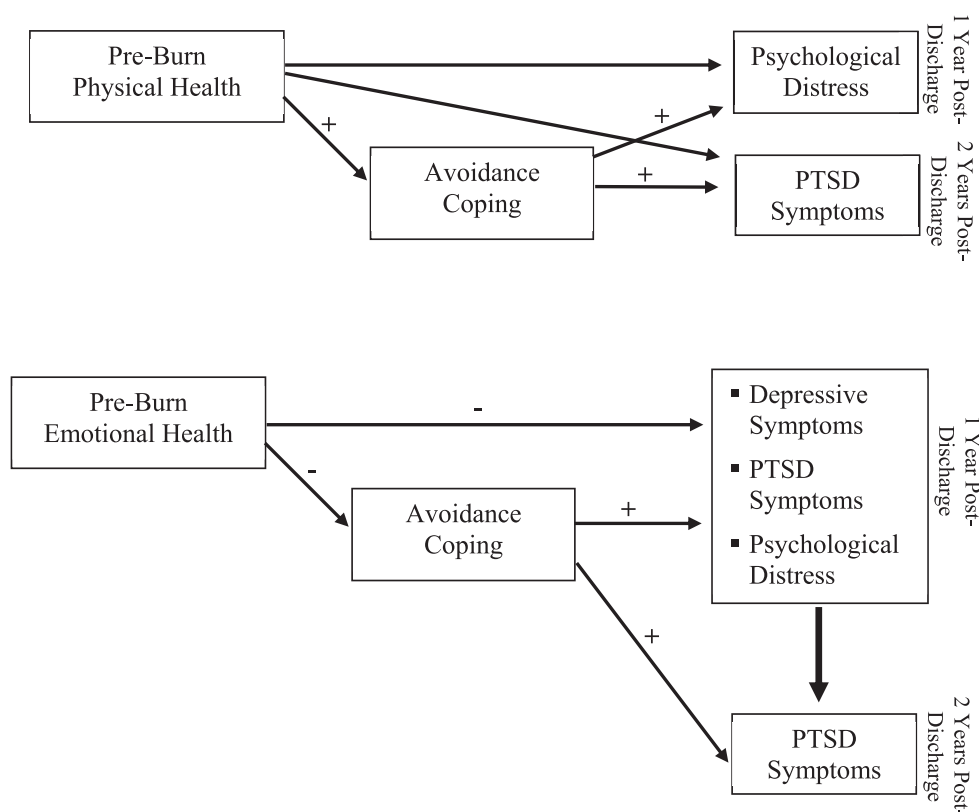 Pre-Burn
Physical Health
Psychological
Distress
1 Year Post-
Discharge
+
+
Avoidance
Coping
+
PTSD
Symptoms
2 Years Post-
Discharge
Pre-Burn
Emotional Health
-
-
▪ Depressive
Symptoms
▪ PTSD
Symptoms
▪ Psychological
Distress
1 Year Post-
Discharge
Avoidance
Coping
+
+
PTSD
Symptoms
2 Years Post-
Discharge